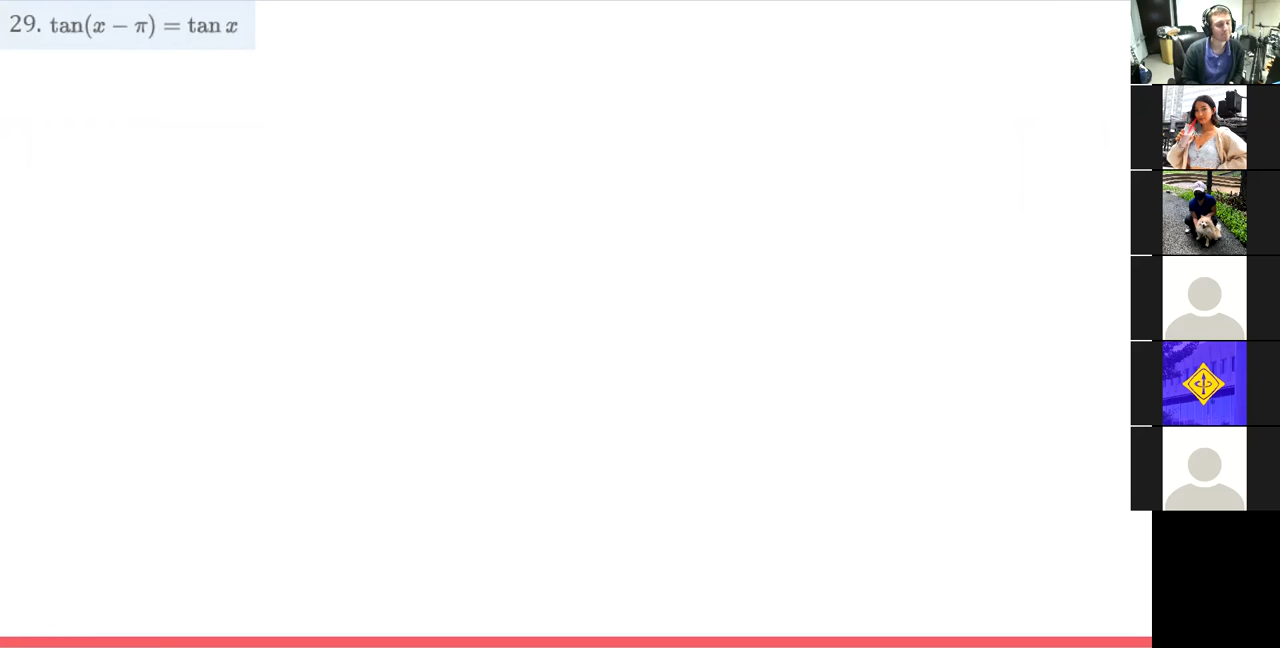 29. tan(x − π) = tan x